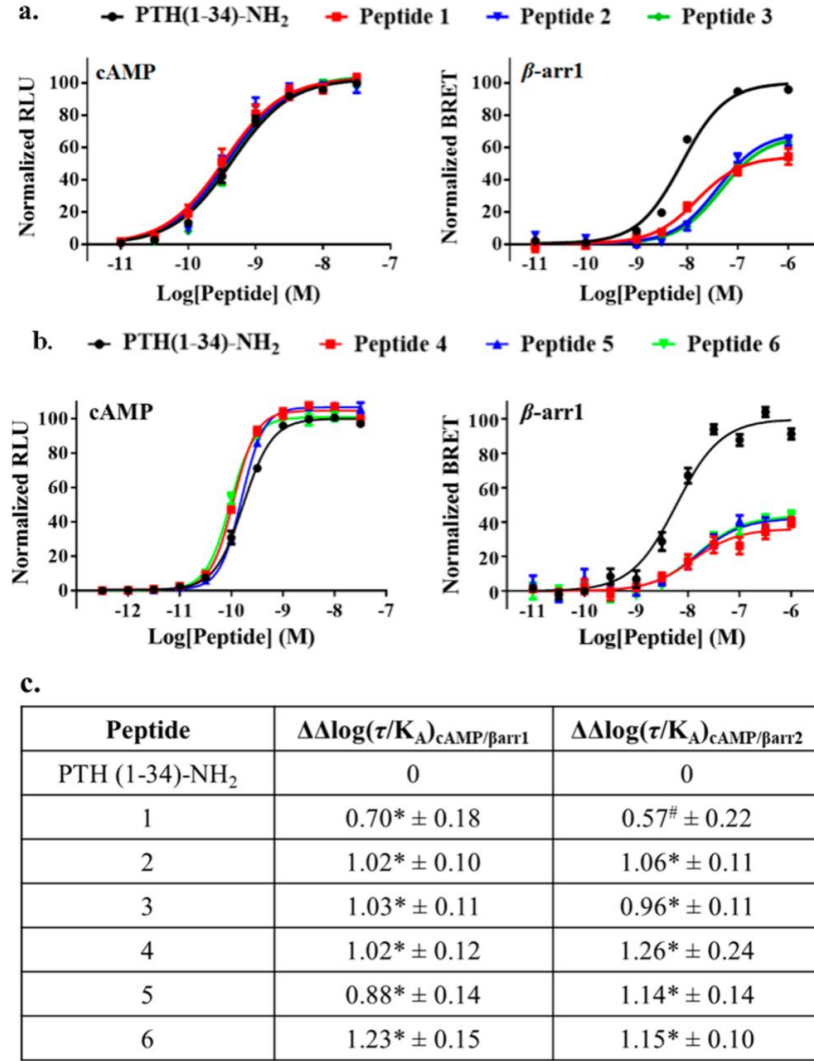 a.
PTH(1-34)-NH₂ Peptide 1 Peptide 2 Peptide 3
cAMP
Normalized RLU
100
80
60
40
20
0
-11 -10 -9 -8 -7
Log[Peptide] (M)
β-arr1
Normalized BRET
100
80
60
40
20
0
-11 -10 -9 -8 -7 -6
Log[Peptide] (M)
b.
PTH(1-34)-NH₂ Peptide 4 Peptide 5 Peptide 6
cAMP
Normalized RLU
100
80
60
40
20
0
-12 -11 -10 -9 -8 -7
Log[Peptide] (M)
β-arr1
Normalized BRET
100
80
60
40
20
0
-11 -10 -9 -8 -7 -6
Log[Peptide] (M)
c.
Peptide ΔΔlog(τ/K_A)cAMP/βarr1 ΔΔlog(τ/K_A)cAMP/βarr2
PTH (1-34)-NH₂ 0 0
1 0.70* ± 0.18 0.57# ± 0.22
2 1.02* ± 0.10 1.06* ± 0.11
3 1.03* ± 0.11 0.96* ± 0.11
4 1.02* ± 0.12 1.26* ± 0.24
5 0.88* ± 0.14 1.14* ± 0.14
6 1.23* ± 0.15 1.15* ± 0.10